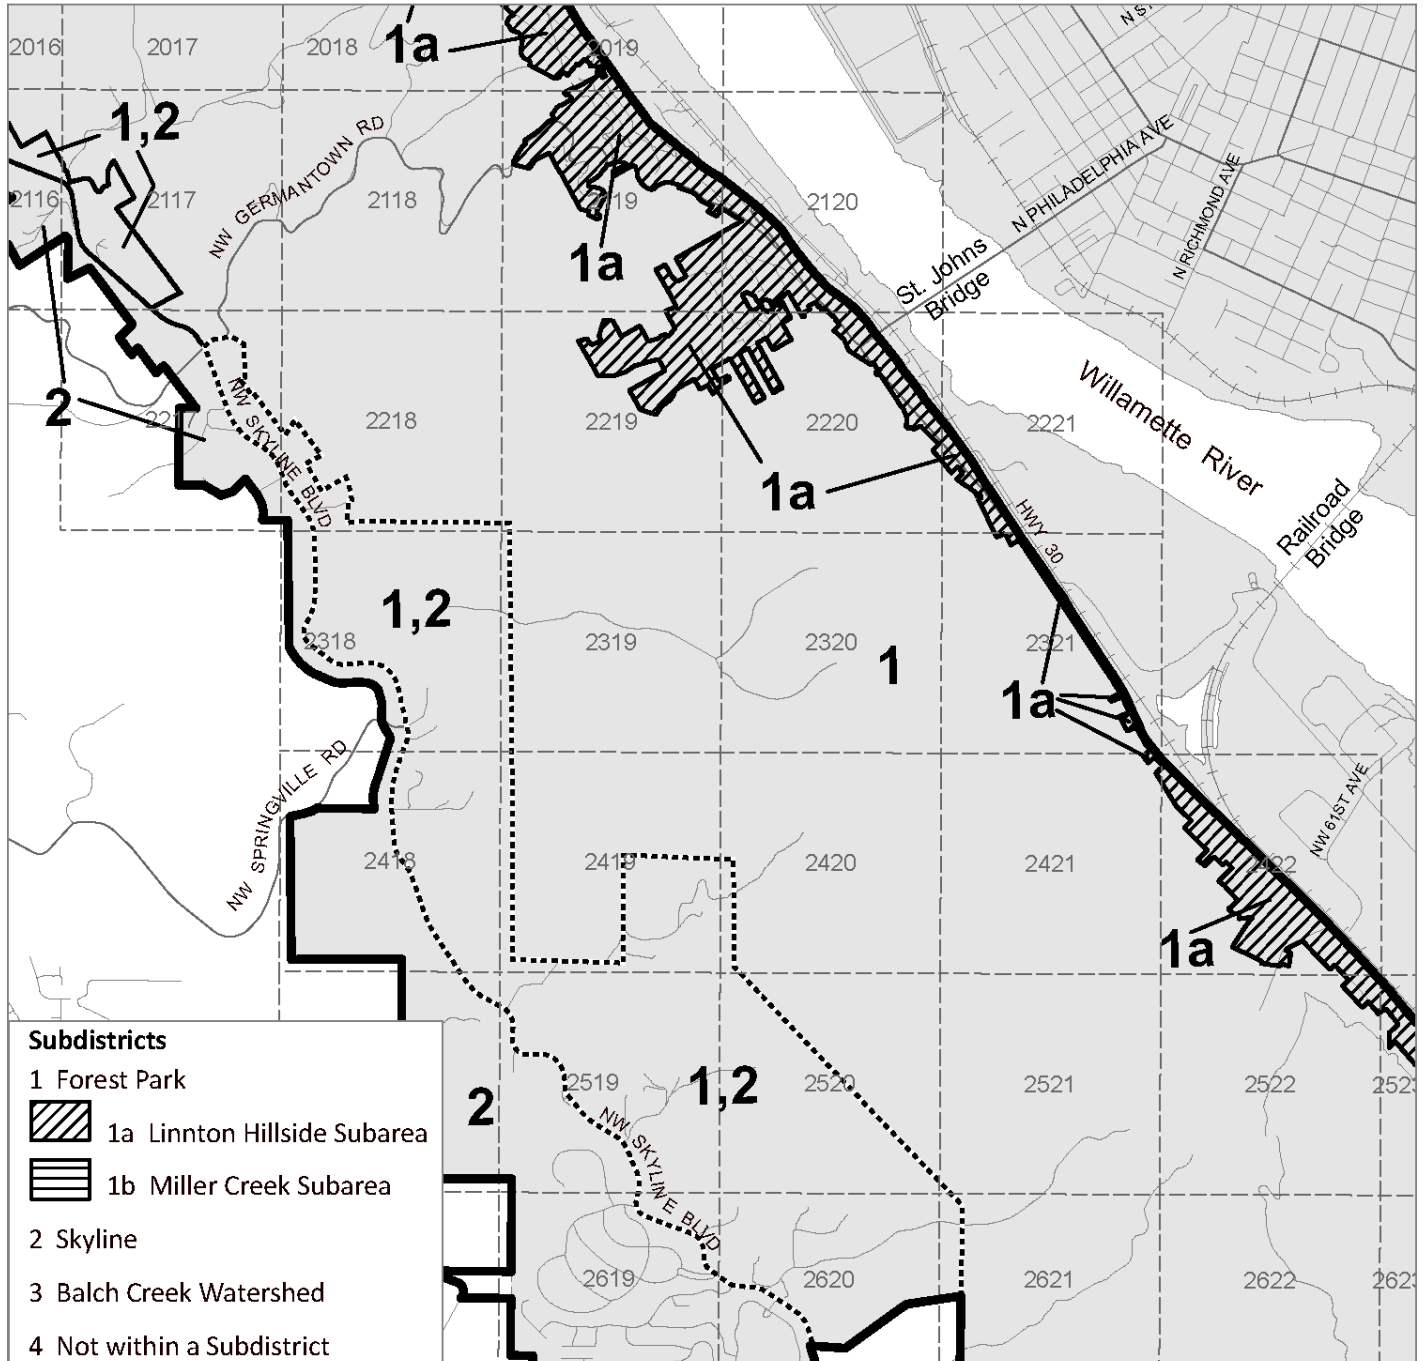 2016
2017
2018
1a
2019
N ST
1,2
NW GERMANTOWN RD
N PHILADELPHIA AVE
N RICHMOND AVE
2116
2117
2118
2119
2120
1a
St. Johns
Bridge
2
NW SKYLINE BLVD
2217
2218
2219
2220
2221
Willamette River
1a
HWY 30
Railroad
Bridge
1,2
2318
2319
2320
1
2321
1a
NW SPRINGVILLE RD
NW 61ST AVE
2418
2419
2420
2421
2422
1a
2
2519
1,2
2520
2521
2522
2523
NW SKYLINE BLVD
2619
2620
2621
2622
2623
Subdistricts
1 Forest Park
1a Linnton Hillside Subarea
1b Miller Creek Subarea
2 Skyline
3 Balch Creek Watershed
4 Not within a Subdistrict